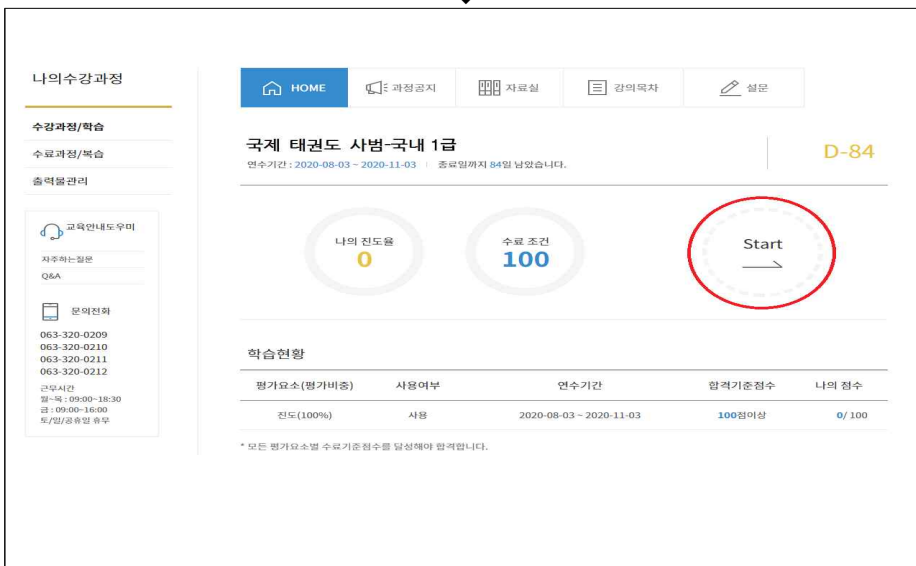 나의수강과정
수강과정/학습
수료과정/복습
출력물관리
교육안내도우미
자주하는질문
Q&A
문의전화
063-320-0209
063-320-0210
063-320-0211
063-320-0212
근무시간
월~목 : 09:00~18:30
금 : 09:00~16:00
토/일/공휴일 휴무
HOME 과정공지 자료실 강의목차 설문
국제 태권도 사범-국내 1급
연수기간 : 2020-08-03 ~ 2020-11-03 | 종료일까지 84일 남았습니다.
D-84
나의 진도율
0
수료 조건
100
Start
학습현황
평가요소(평가비중) 사용여부 연수기간 합격기준점수 나의 점수
진도(100%) 사용 2020-08-03 ~ 2020-11-03 100점이상 0/ 100
* 모든 평가요소별 수료기준점수를 달성해야 합격합니다.